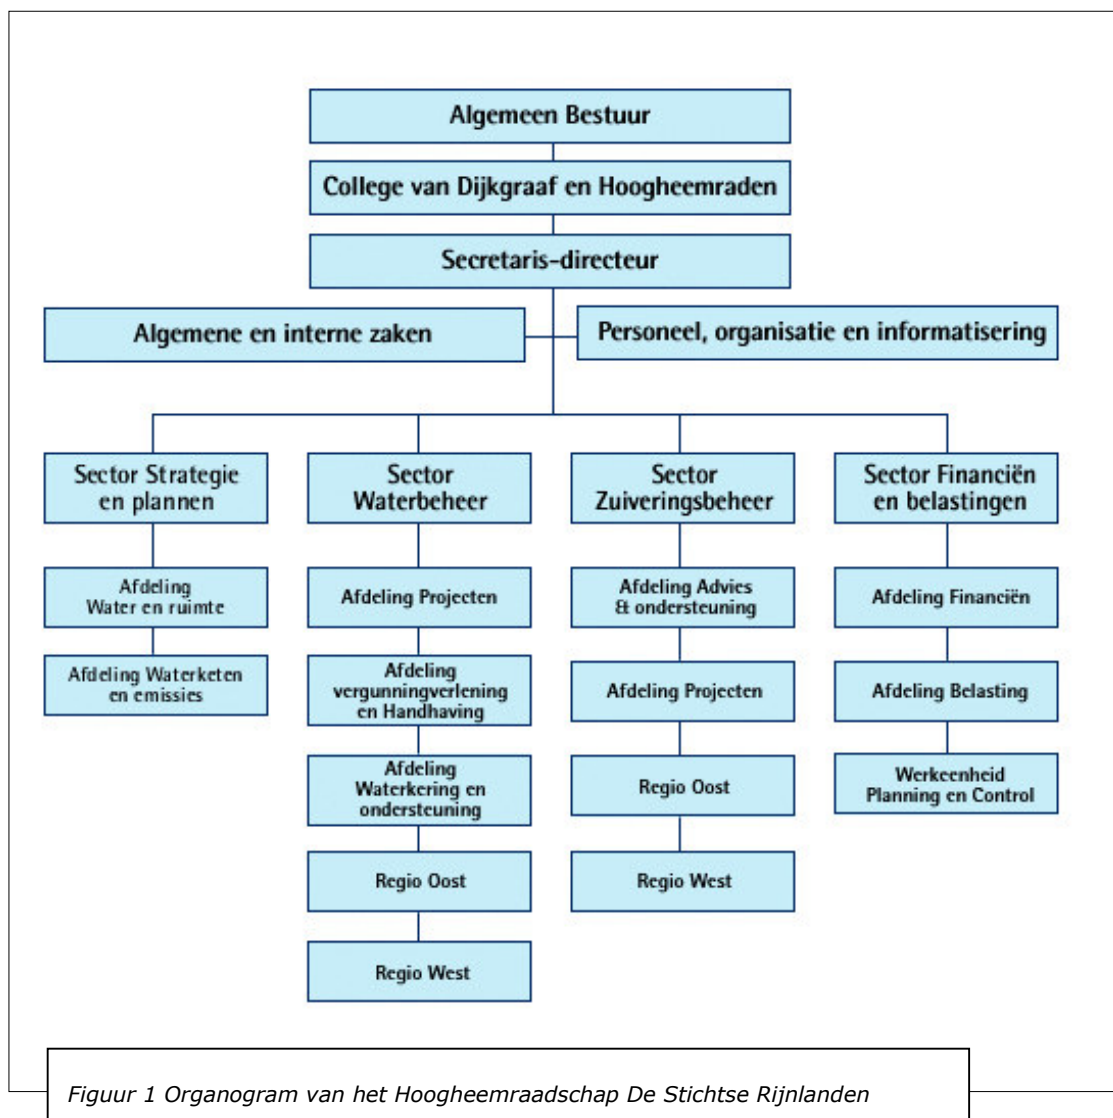 Algemeen Bestuur
College van Dijkgraaf en Hoogheemraden
Secretaris-directeur
Algemene en interne zaken
Personeel, organisatie en informatisering
Sector Strategie
en plannen
Afdeling
Water en ruimte
Afdeling Waterketen
en emissies
Sector
Waterbeheer
Afdeling Projecten
Afdeling
vergunningverlening
en Handhaving
Afdeling
Waterkering en
ondersteuning
Regio Oost
Regio West
Sector
Zuiveringsbeheer
Afdeling Advies
& ondersteuning
Afdeling Projecten
Regio Oost
Regio West
Sector Financiën
en belastingen
Afdeling Financiën
Afdeling Belasting
Werkeenheid
Planning en Control
Figuur 1 Organogram van het Hoogheemraadschap De Stichtse Rijnlanden